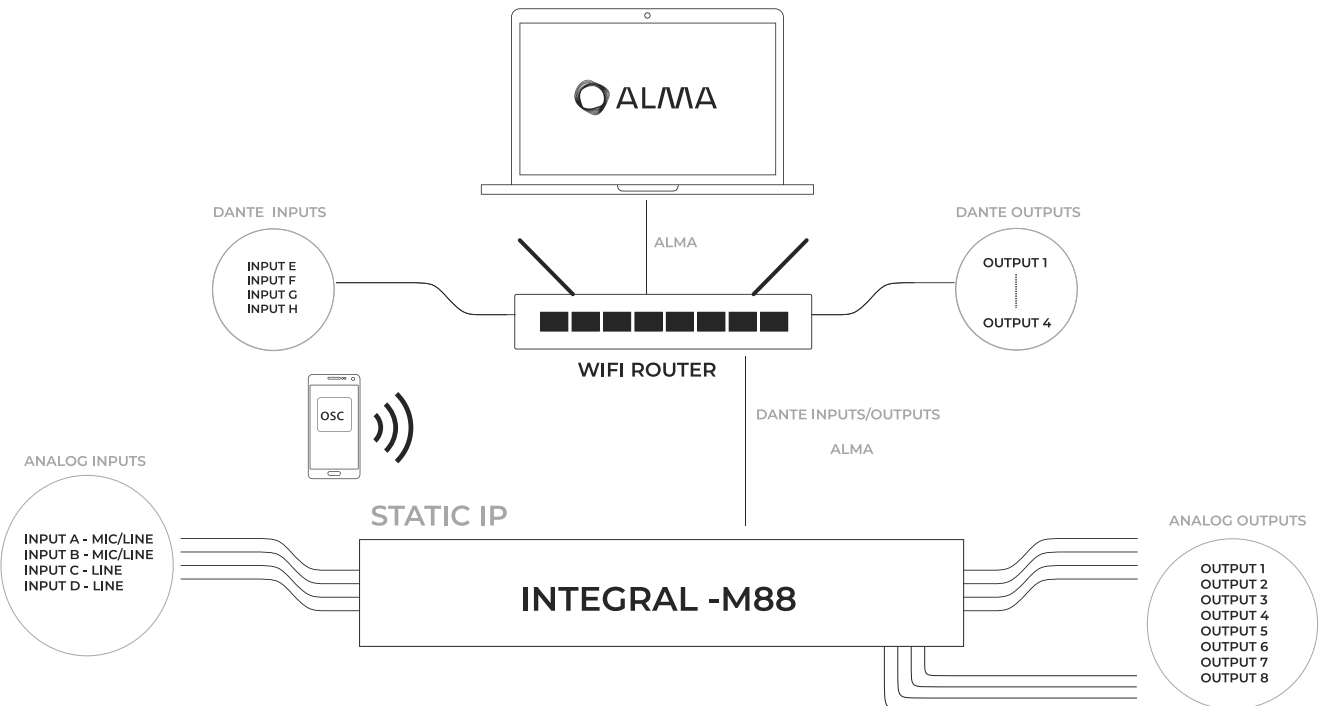 ALMA
DANTE INPUTS
INPUT E
INPUT F
INPUT G
INPUT H
ALMA
DANTE OUTPUTS
OUTPUT 1
OUTPUT 4
WIFI ROUTER
OSC
DANTE INPUTS/OUTPUTS
ALMA
ANALOG INPUTS
INPUT A - MIC/LINE
INPUT B - MIC/LINE
INPUT C - LINE
INPUT D - LINE
STATIC IP
INTEGRAL -M88
ANALOG OUTPUTS
OUTPUT 1
OUTPUT 2
OUTPUT 3
OUTPUT 4
OUTPUT 5
OUTPUT 6
OUTPUT 7
OUTPUT 8